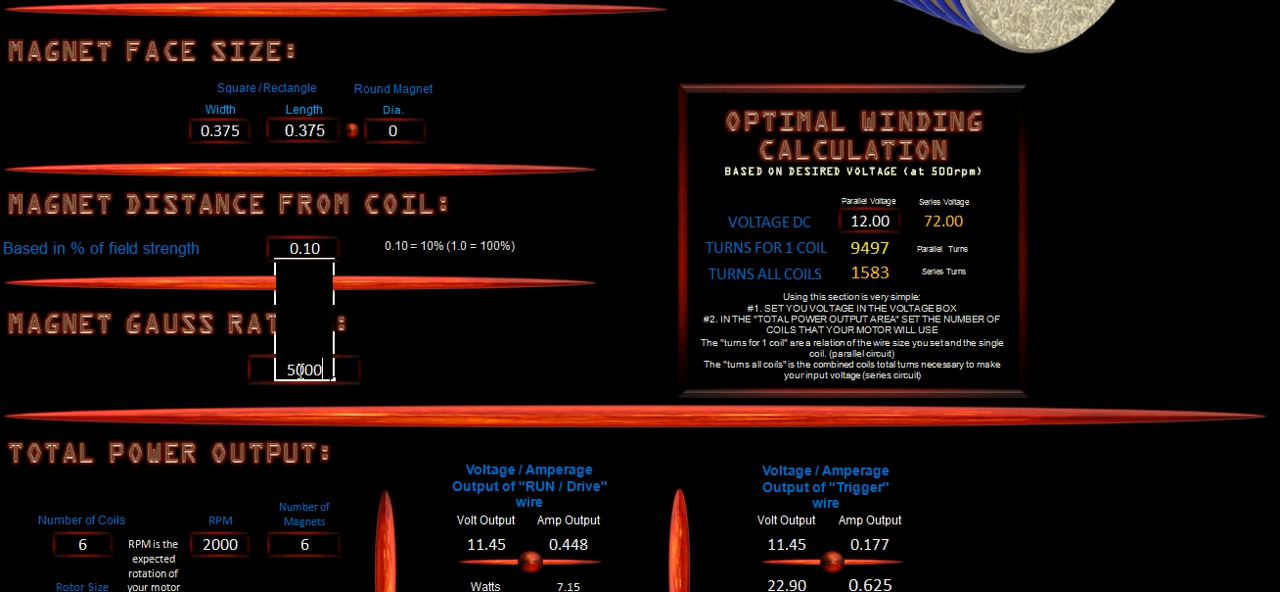 MAGNET FACE SIZE:
Square / Rectangle Round Magnet
Width Length Dia.
0.375 0.375 0
MAGNET DISTANCE FROM COIL:
Based in % of field strength 0.10 0.10 = 10% (1.0 = 100%)
MAGNET GAUSS RAT :
5000
OPTIMAL WINDING
CALCULATION
BASED ON DESIRED VOLTAGE (at 500rpm)
Parallel Voltage Series Voltage
VOLTAGE DC 12.00 72.00
TURNS FOR 1 COIL 9497 Parallel Turns
TURNS ALL COILS 1583 Series Turns
Using this section is very simple:
#1. SET YOU VOLTAGE IN THE VOLTAGE BOX
#2. IN THE "TOTAL POWER OUTPUT AREA" SET THE NUMBER OF
COILS THAT YOUR MOTOR WILL USE
The "turns for 1 coil" are a relation of the wire size you set and the single
coil. (parallel circuit)
The "turns all coils" is the combined coils total turns necessary to make
your input voltage (series circuit)
TOTAL POWER OUTPUT:
Number of Coils RPM Number of
Magnets
6 2000 6
RPM is the
expected
rotation of
your motor
Rotor Size
Voltage / Amperage
Output of "RUN / Drive"
wire
Volt Output Amp Output
11.45 0.448
Watts 7.15
Voltage / Amperage
Output of "Trigger"
wire
Volt Output Amp Output
11.45 0.177
22.90 0.625